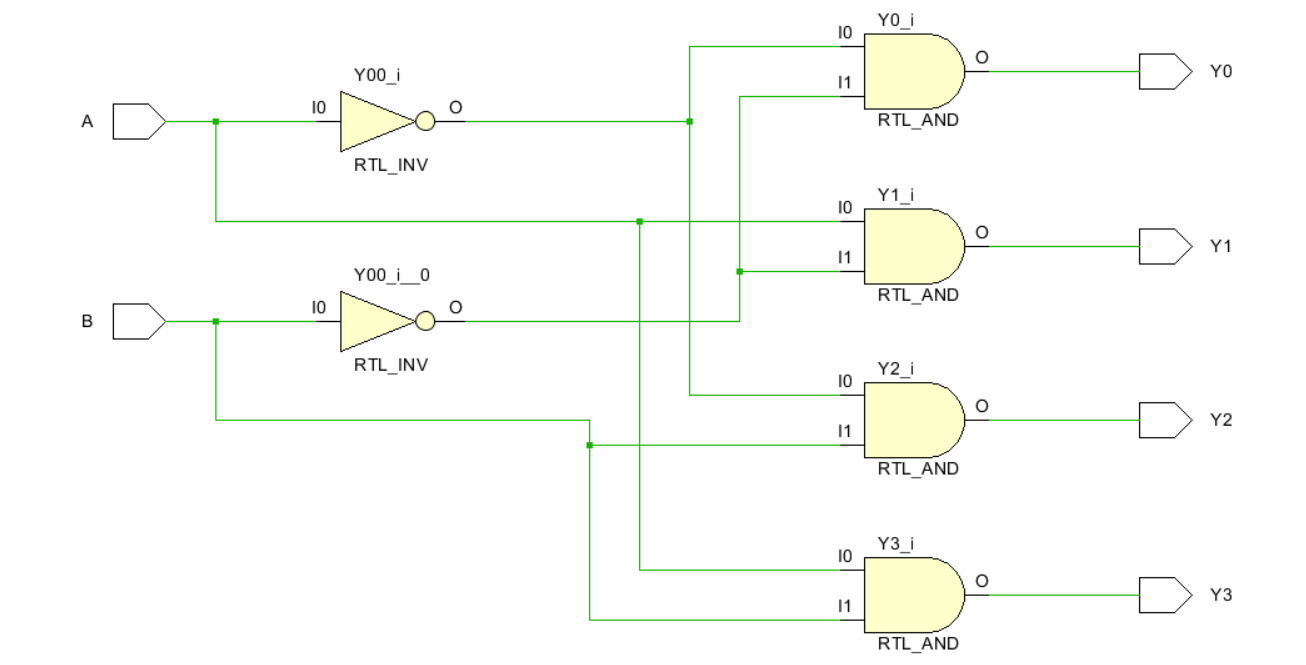 Y0_i
I0
O
Y0
I1
RTL_AND
Y00_i
A
I0
O
RTL_INV
Y1_i
I0
O
Y1
I1
RTL_AND
Y00_i__0
B
I0
O
RTL_INV
Y2_i
I0
O
Y2
I1
RTL_AND
Y3_i
I0
O
Y3
I1
RTL_AND